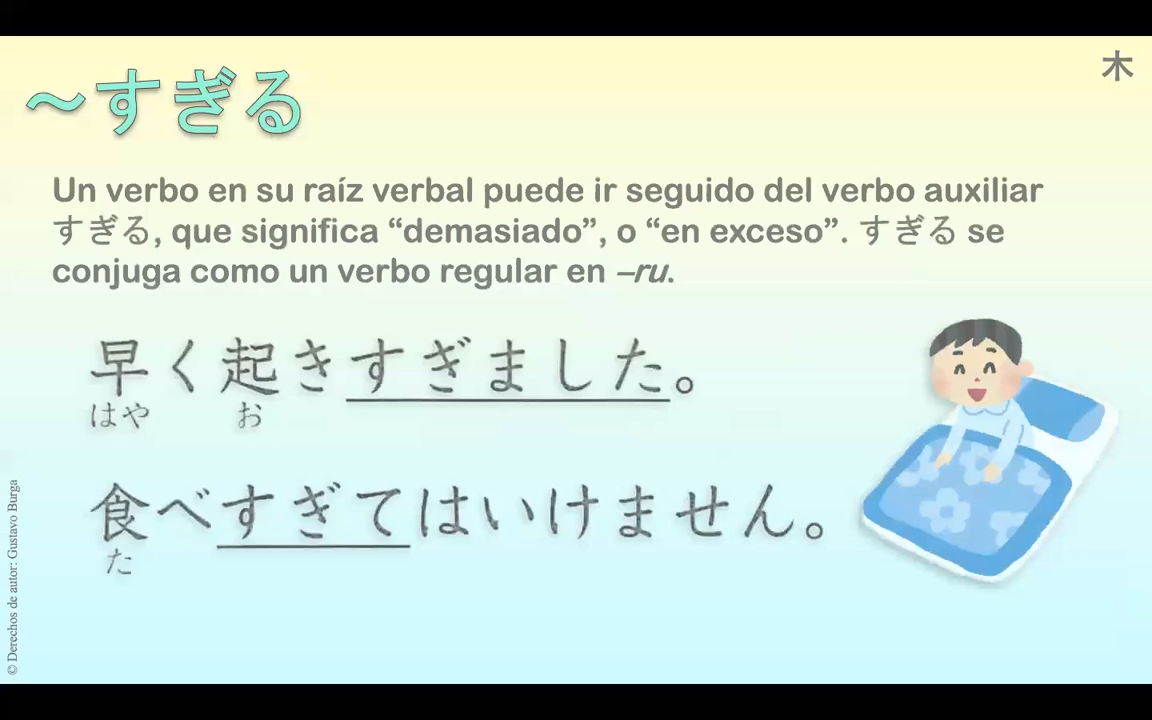 木
～すぎる
Un verbo en su raíz verbal puede ir seguido del verbo auxiliar
すぎる, que significa “demasiado”, o “en exceso”. すぎる se
conjuga como un verbo regular en –ru.
早く起きすぎました。
はや お
食べすぎてはいけません。
た
© Derechos de autor: Gustavo Burga